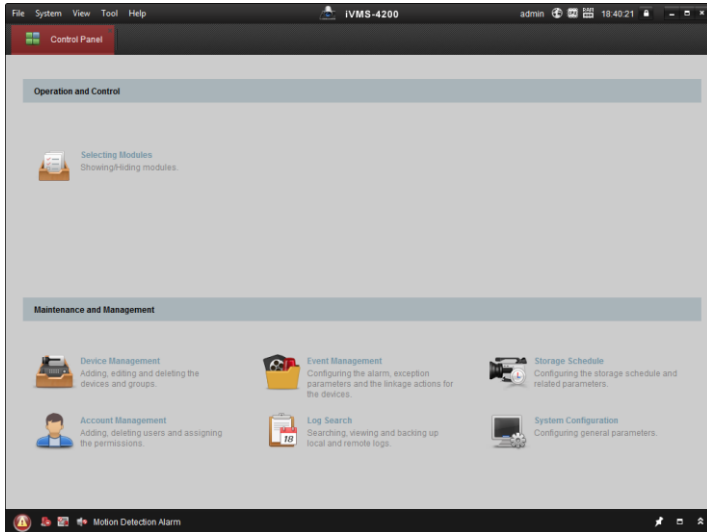 File System View Tool Help iVMS-4200 admin 18:40:21
Control Panel
Operation and Control
Selecting Modules
Showing/Hiding modules.
Maintenance and Management
Device Management
Adding, editing and deleting the
devices and groups.
Event Management
Configuring the alarm, exception
parameters and the linkage actions for
the devices.
Storage Schedule
Configuring the storage schedule and
related parameters.
Account Management
Adding, deleting users and assigning
the permissions.
Log Search
Searching, viewing and backing up
local and remote logs.
18
System Configuration
Configuring general parameters.
Motion Detection Alarm